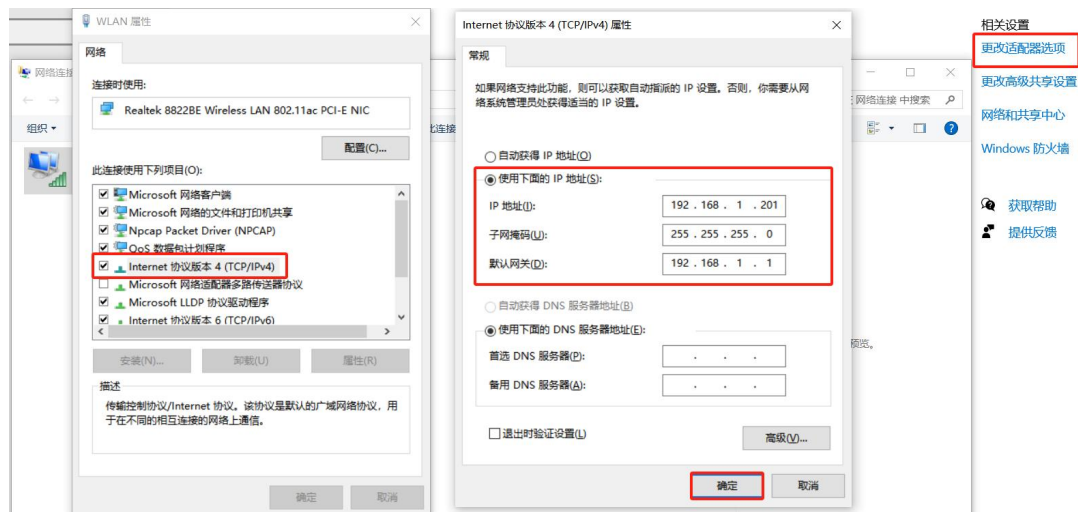 WLAN 属性
网络
连接时使用:
Realtek 8822BE Wireless LAN 802.11ac PCI-E NIC
配置(C)...
此连接使用下列项目(O):
Microsoft 网络客户端
Microsoft 网络的文件和打印机共享
Npcap Packet Driver (NPCAP)
QoS 数据包计划程序
Internet 协议版本 4 (TCP/IPv4)
Microsoft 网络适配器多路传送器协议
Microsoft LLDP 协议驱动程序
Internet 协议版本 6 (TCP/IPv6)
安装(N)...
卸载(U)
属性(R)
描述
传输控制协议/Internet 协议。该协议是默认的广域网络协议，用
于在不同的相互连接的网络上通信。
确定
取消
网络连接
组织
Internet 协议版本 4 (TCP/IPv4) 属性
常规
如果网络支持此功能，则可以获取自动指派的 IP 设置。否则，你需要从网
络系统管理员处获得适当的 IP 设置。
自动获得 IP 地址(O)
使用下面的 IP 地址(S):
IP 地址(I):
192 . 168 . 1 . 201
子网掩码(U):
255 . 255 . 255 . 0
默认网关(D):
192 . 168 . 1 . 1
自动获得 DNS 服务器地址(B)
使用下面的 DNS 服务器地址(E):
首选 DNS 服务器(P):
. . .
备用 DNS 服务器(A):
. . .
退出时验证设置(L)
高级(V)...
确定
取消
此连接
网络连接 中搜索
预览。
相关设置
更改适配器选项
更改高级共享设置
网络和共享中心
Windows 防火墙
获取帮助
提供反馈